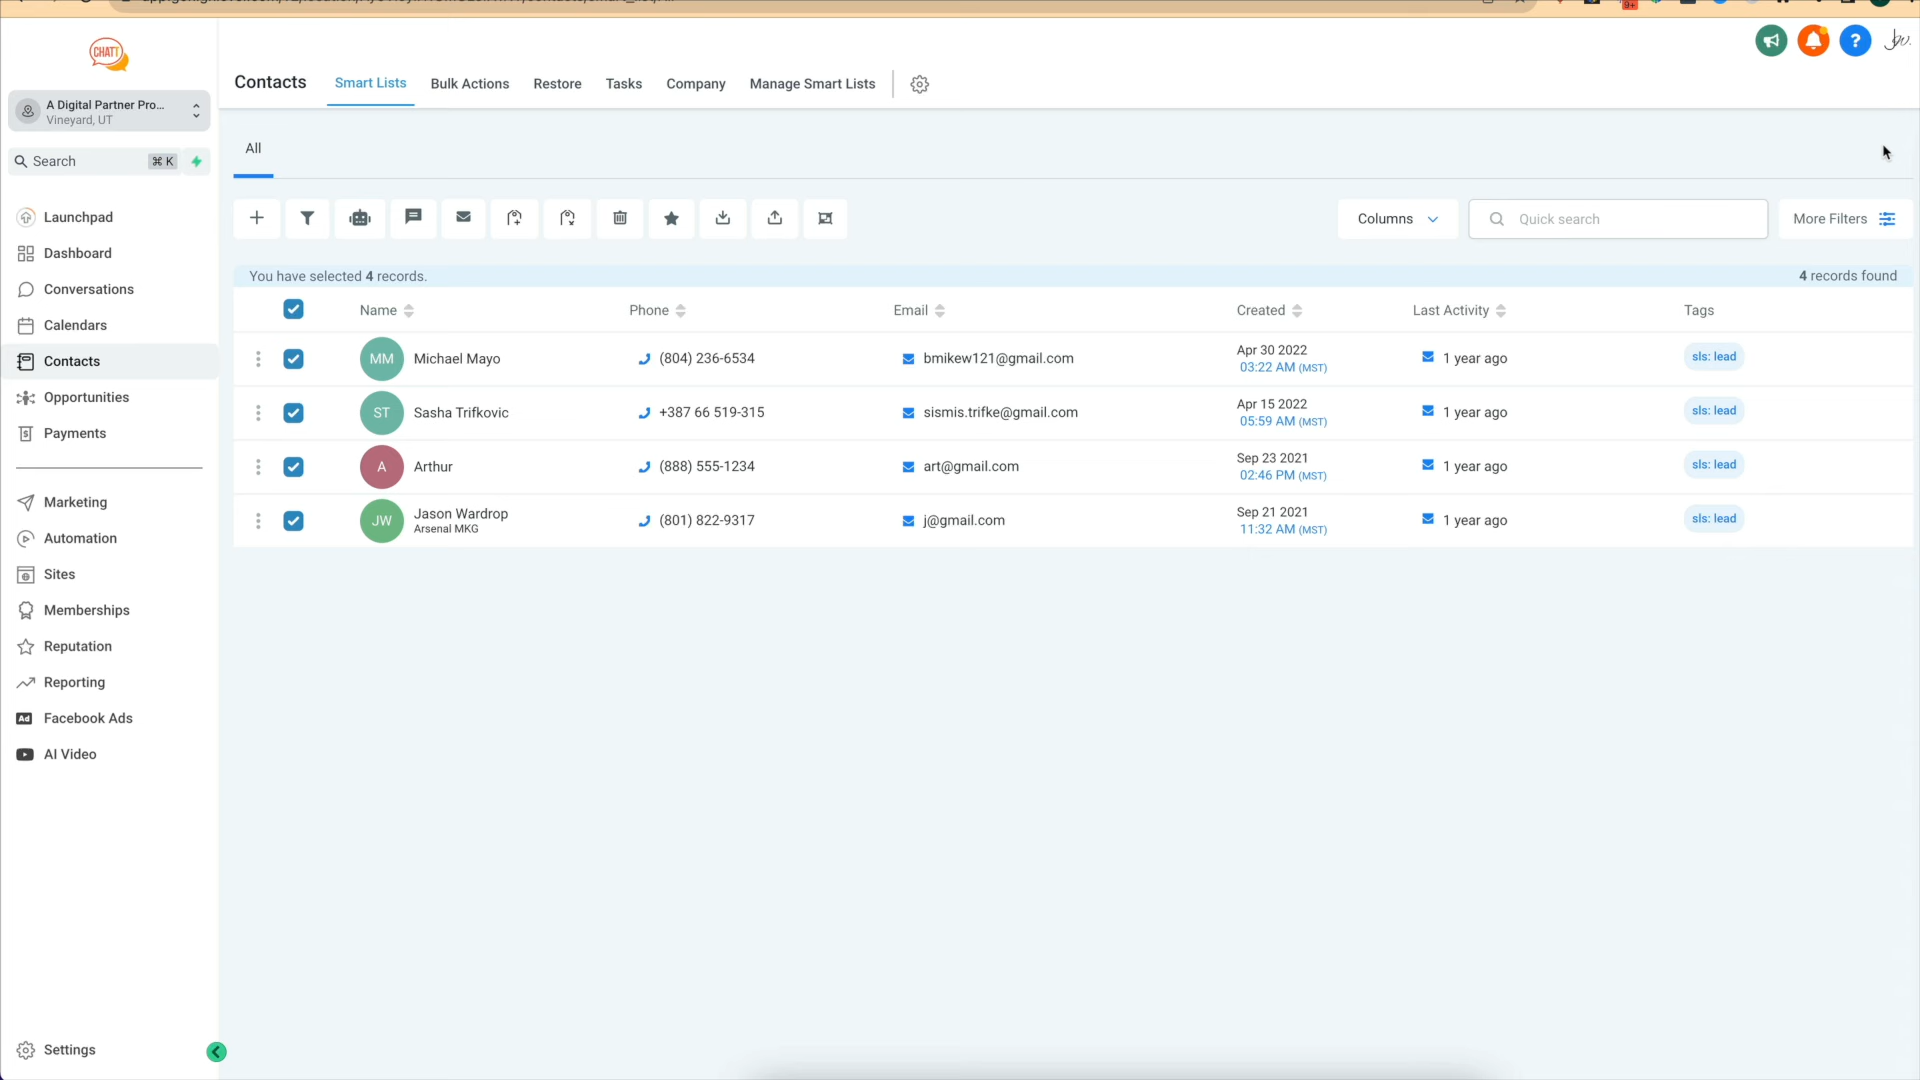 CHATT
A Digital Partner Pro...
Vineyard, UT
Search
⌘ K
Launchpad
Dashboard
Conversations
Calendars
Contacts
Opportunities
Payments
Marketing
Automation
Sites
Memberships
Reputation
Reporting
Ad Facebook Ads
AI Video
Settings
9+
?
Contacts Smart Lists Bulk Actions Restore Tasks Company Manage Smart Lists
All
Columns Quick search More Filters
You have selected 4 records. 4 records found
Name Phone Email Created Last Activity Tags
MM Michael Mayo (804) 236-6534 bmikew121@gmail.com Apr 30 2022 03:22 AM (MST) 1 year ago sls: lead
ST Sasha Trifkovic +387 66 519-315 sismis.trifke@gmail.com Apr 15 2022 05:59 AM (MST) 1 year ago sls: lead
A Arthur (888) 555-1234 art@gmail.com Sep 23 2021 02:46 PM (MST) 1 year ago sls: lead
JW Jason Wardrop Arsenal MKG (801) 822-9317 j@gmail.com Sep 21 2021 11:32 AM (MST) 1 year ago sls: lead